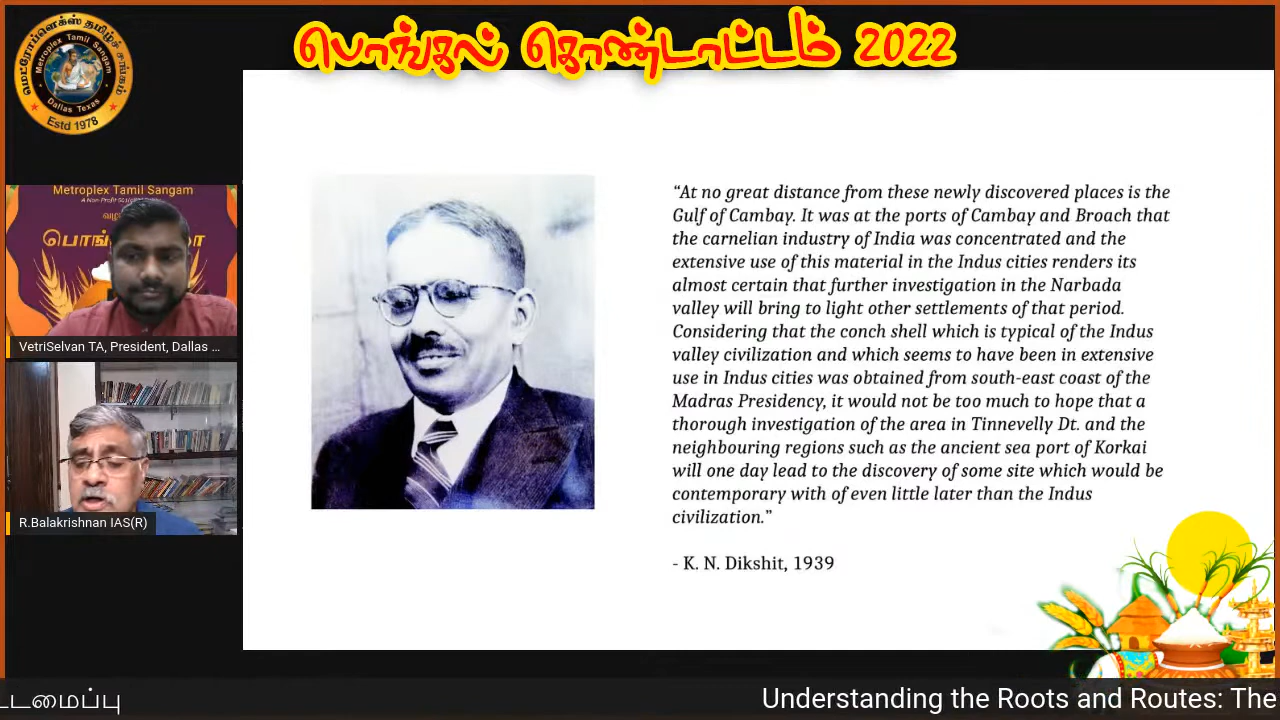 பொங்கல் கொண்டாட்டம் 2022
மெட்ரோப்ளெக்ஸ் தமிழ்ச் சங்கம்
Metroplex Tamil Sangam
Dallas Texas
Estd 1978
Metroplex Tamil Sangam
VetriSelvan TA, President, Dallas ...
R.Balakrishnan IAS(R)
“At no great distance from these newly discovered places is the
Gulf of Cambay. It was at the ports of Cambay and Broach that
the carnelian industry of India was concentrated and the
extensive use of this material in the Indus cities renders its
almost certain that further investigation in the Narbada
valley will bring to light other settlements of that period.
Considering that the conch shell which is typical of the Indus
valley civilization and which seems to have been in extensive
use in Indus cities was obtained from south-east coast of the
Madras Presidency, it would not be too much to hope that a
thorough investigation of the area in Tinnevelly Dt. and the
neighbouring regions such as the ancient sea port of Korkai
will one day lead to the discovery of some site which would be
contemporary with of even little later than the Indus
civilization.”
- K. N. Dikshit, 1939
டமைப்பு
Understanding the Roots and Routes: The